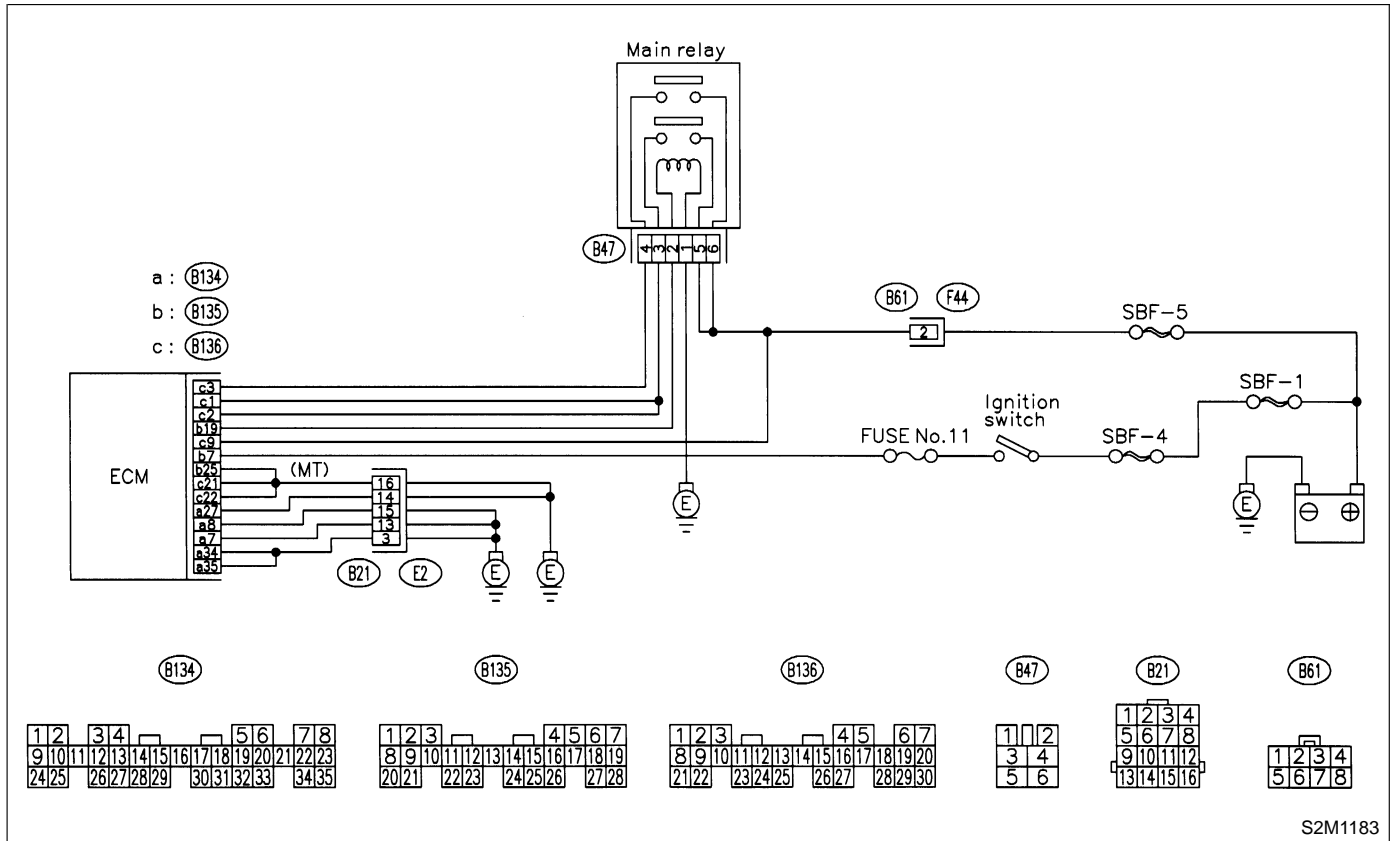 Main relay
B47
4 3 2 1 5 6
a : B134
b : B135
c : B136
B61 F44
2
SBF-5
SBF-1
Ignition
switch
FUSE No.11
SBF-4
ECM
c3
c1
c2
b19
c9
b7
b25
c21
c22
a27
a8
a7
a34
a35
(MT)
16
14
15
13
3
B21 E2
E
E
E
E
⊖ ⊕
B134
1 2 3 4 5 6 7 8
9 10 11 12 13 14 15 16 17 18 19 20 21 22 23
24 25 26 27 28 29 30 31 32 33 34 35
B135
1 2 3 4 5 6 7
8 9 10 11 12 13 14 15 16 17 18 19
20 21 22 23 24 25 26 27 28
B136
1 2 3 4 5 6 7
8 9 10 11 12 13 14 15 16 17 18 19 20
21 22 23 24 25 26 27 28 29 30
B47
1 2
3 4
5 6
B21
1 2 3 4
5 6 7 8
9 10 11 12
13 14 15 16
B61
1 2 3 4
5 6 7 8
S2M1183